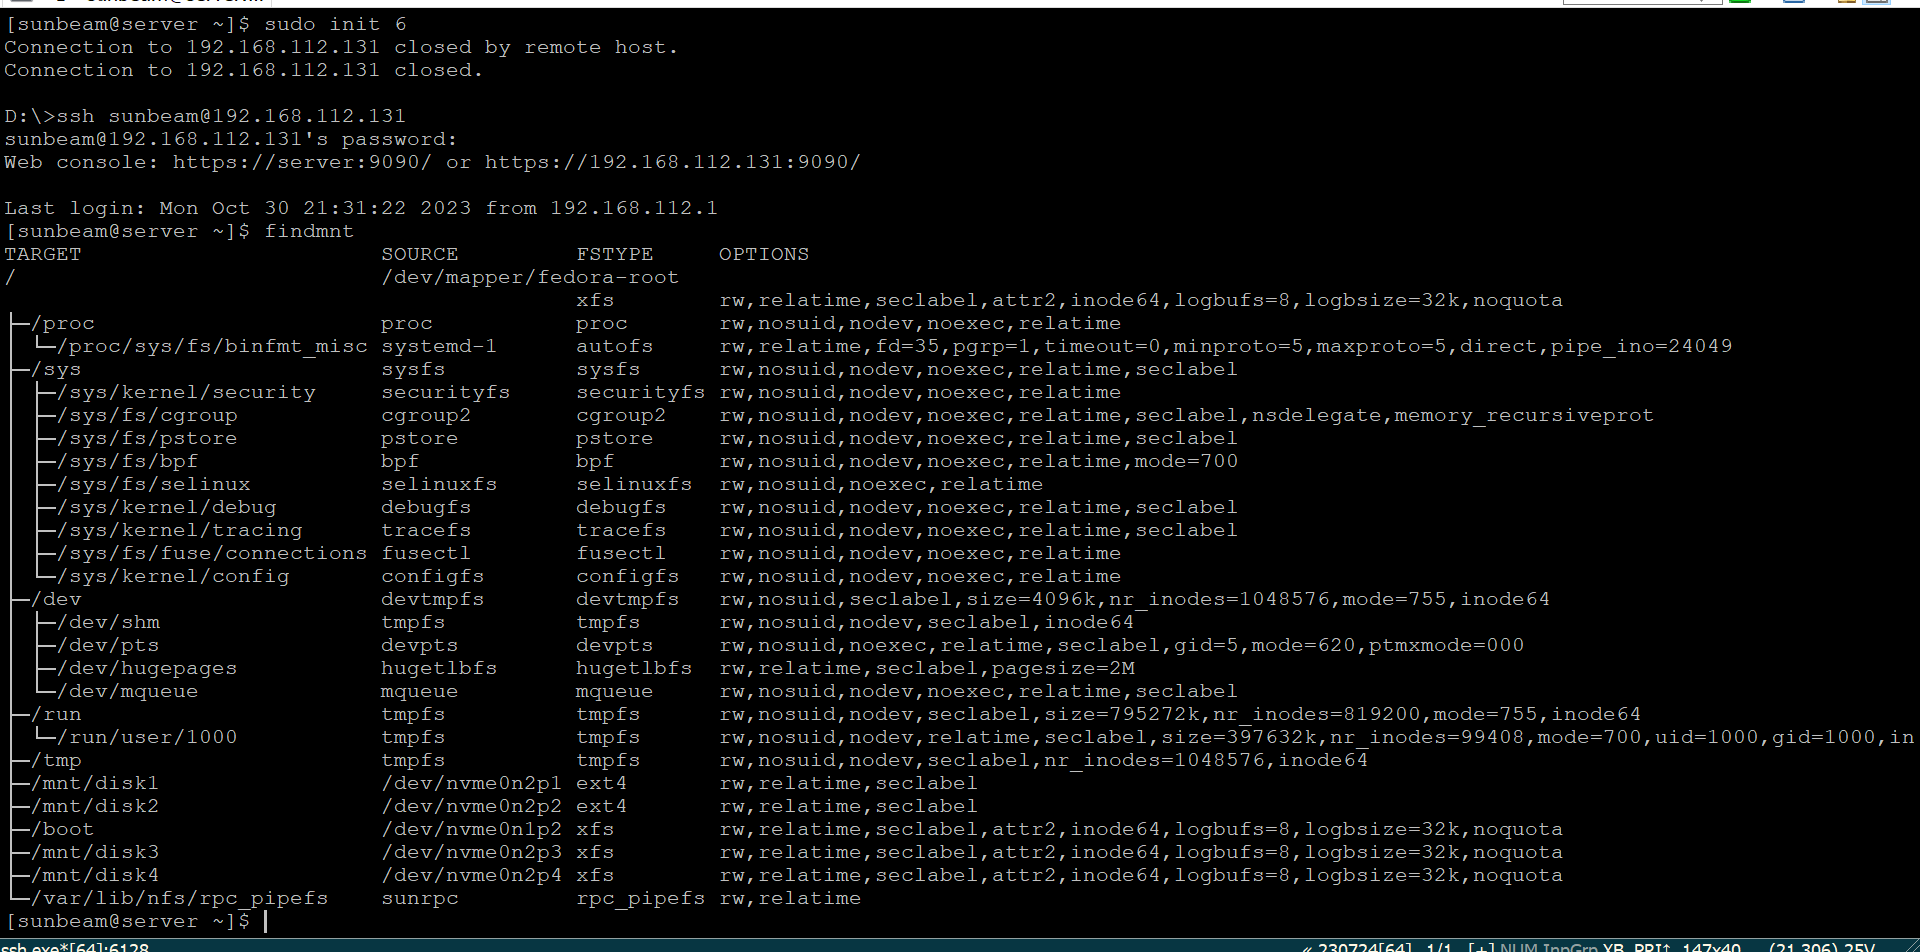 [sunbeam@server ~]$ sudo init 6
Connection to 192.168.112.131 closed by remote host.
Connection to 192.168.112.131 closed.
D:\>ssh sunbeam@192.168.112.131
sunbeam@192.168.112.131's password:
Web console: https://server:9090/ or https://192.168.112.131:9090/
Last login: Mon Oct 30 21:31:22 2023 from 192.168.112.1
[sunbeam@server ~]$ findmnt
TARGET SOURCE FSTYPE OPTIONS
/ /dev/mapper/fedora-root
xfs rw,relatime,seclabel,attr2,inode64,logbufs=8,logbsize=32k,noquota
├─/proc proc proc rw,nosuid,nodev,noexec,relatime
│ └─/proc/sys/fs/binfmt_misc systemd-1 autofs rw,relatime,fd=35,pgrp=1,timeout=0,minproto=5,maxproto=5,direct,pipe_ino=24049
├─/sys sysfs sysfs rw,nosuid,nodev,noexec,relatime,seclabel
│ ├─/sys/kernel/security securityfs securityfs rw,nosuid,nodev,noexec,relatime
│ ├─/sys/fs/cgroup cgroup2 cgroup2 rw,nosuid,nodev,noexec,relatime,seclabel,nsdelegate,memory_recursiveprot
│ ├─/sys/fs/pstore pstore pstore rw,nosuid,nodev,noexec,relatime,seclabel
│ ├─/sys/fs/bpf bpf bpf rw,nosuid,nodev,noexec,relatime,mode=700
│ ├─/sys/fs/selinux selinuxfs selinuxfs rw,nosuid,noexec,relatime
│ ├─/sys/kernel/debug debugfs debugfs rw,nosuid,nodev,noexec,relatime,seclabel
│ ├─/sys/kernel/tracing tracefs tracefs rw,nosuid,nodev,noexec,relatime,seclabel
│ ├─/sys/fs/fuse/connections fusectl fusectl rw,nosuid,nodev,noexec,relatime
│ └─/sys/kernel/config configfs configfs rw,nosuid,nodev,noexec,relatime
├─/dev devtmpfs devtmpfs rw,nosuid,seclabel,size=4096k,nr_inodes=1048576,mode=755,inode64
│ ├─/dev/shm tmpfs tmpfs rw,nosuid,nodev,seclabel,inode64
│ ├─/dev/pts devpts devpts rw,nosuid,noexec,relatime,seclabel,gid=5,mode=620,ptmxmode=000
│ ├─/dev/hugepages hugetlbfs hugetlbfs rw,relatime,seclabel,pagesize=2M
│ └─/dev/mqueue mqueue mqueue rw,nosuid,nodev,noexec,relatime,seclabel
├─/run tmpfs tmpfs rw,nosuid,nodev,seclabel,size=795272k,nr_inodes=819200,mode=755,inode64
│ └─/run/user/1000 tmpfs tmpfs rw,nosuid,nodev,relatime,seclabel,size=397632k,nr_inodes=99408,mode=700,uid=1000,gid=1000,in
├─/tmp tmpfs tmpfs rw,nosuid,nodev,seclabel,nr_inodes=1048576,inode64
├─/mnt/disk1 /dev/nvme0n2p1 ext4 rw,relatime,seclabel
├─/mnt/disk2 /dev/nvme0n2p2 ext4 rw,relatime,seclabel
├─/boot /dev/nvme0n1p2 xfs rw,relatime,seclabel,attr2,inode64,logbufs=8,logbsize=32k,noquota
├─/mnt/disk3 /dev/nvme0n2p3 xfs rw,relatime,seclabel,attr2,inode64,logbufs=8,logbsize=32k,noquota
├─/mnt/disk4 /dev/nvme0n2p4 xfs rw,relatime,seclabel,attr2,inode64,logbufs=8,logbsize=32k,noquota
└─/var/lib/nfs/rpc_pipefs sunrpc rpc_pipefs rw,relatime
[sunbeam@server ~]$
ssh.exe*[64]:6128 « 230724[64] 1/1 [+] NUM InpGrp XB PRI↑ 147x40 (21,306) 25V